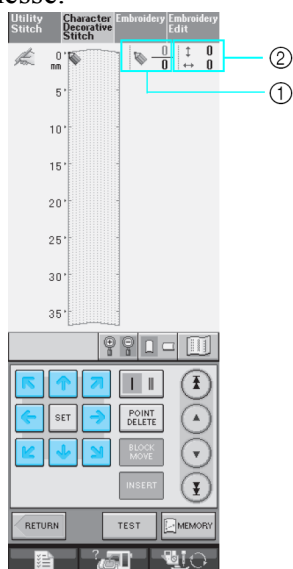 Utility Stitch
Character Decorative Stitch
Embroidery
Embroidery Edit
0
0
↕ 0
↔ 0
②
①
0"
mm
5"
10"
15"
20"
25"
30"
35"
SET
POINT DELETE
BLOCK MOVE
INSERT
RETURN
TEST
MEMORY
?